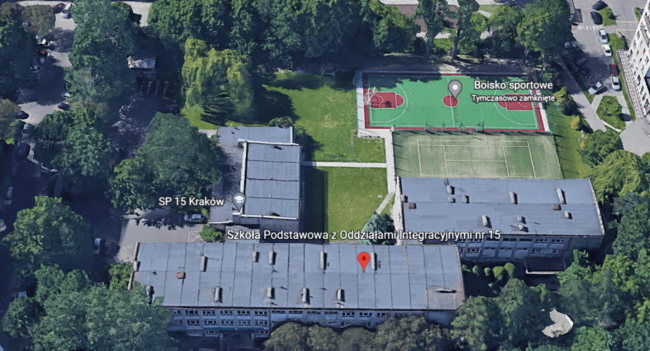 Boisko sportowe
Tymczasowo zamknięte
SP 15 Kraków
Szkoła Podstawowa z Oddziałami Integracyjnymi nr 15